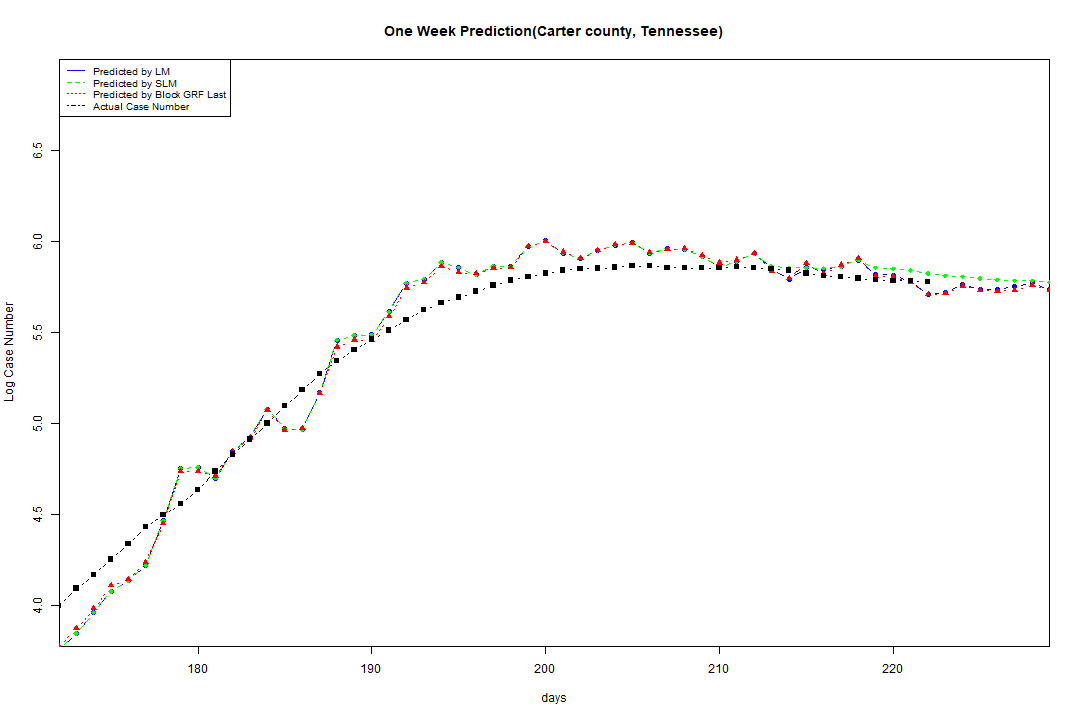 One Week Prediction(Carter county, Tennessee)
Predicted by LM
Predicted by SLM
Predicted by Block GRF Last
Actual Case Number
6.5
6.0
5.5
5.0
4.5
4.0
Log Case Number
180 190 200 210 220
days